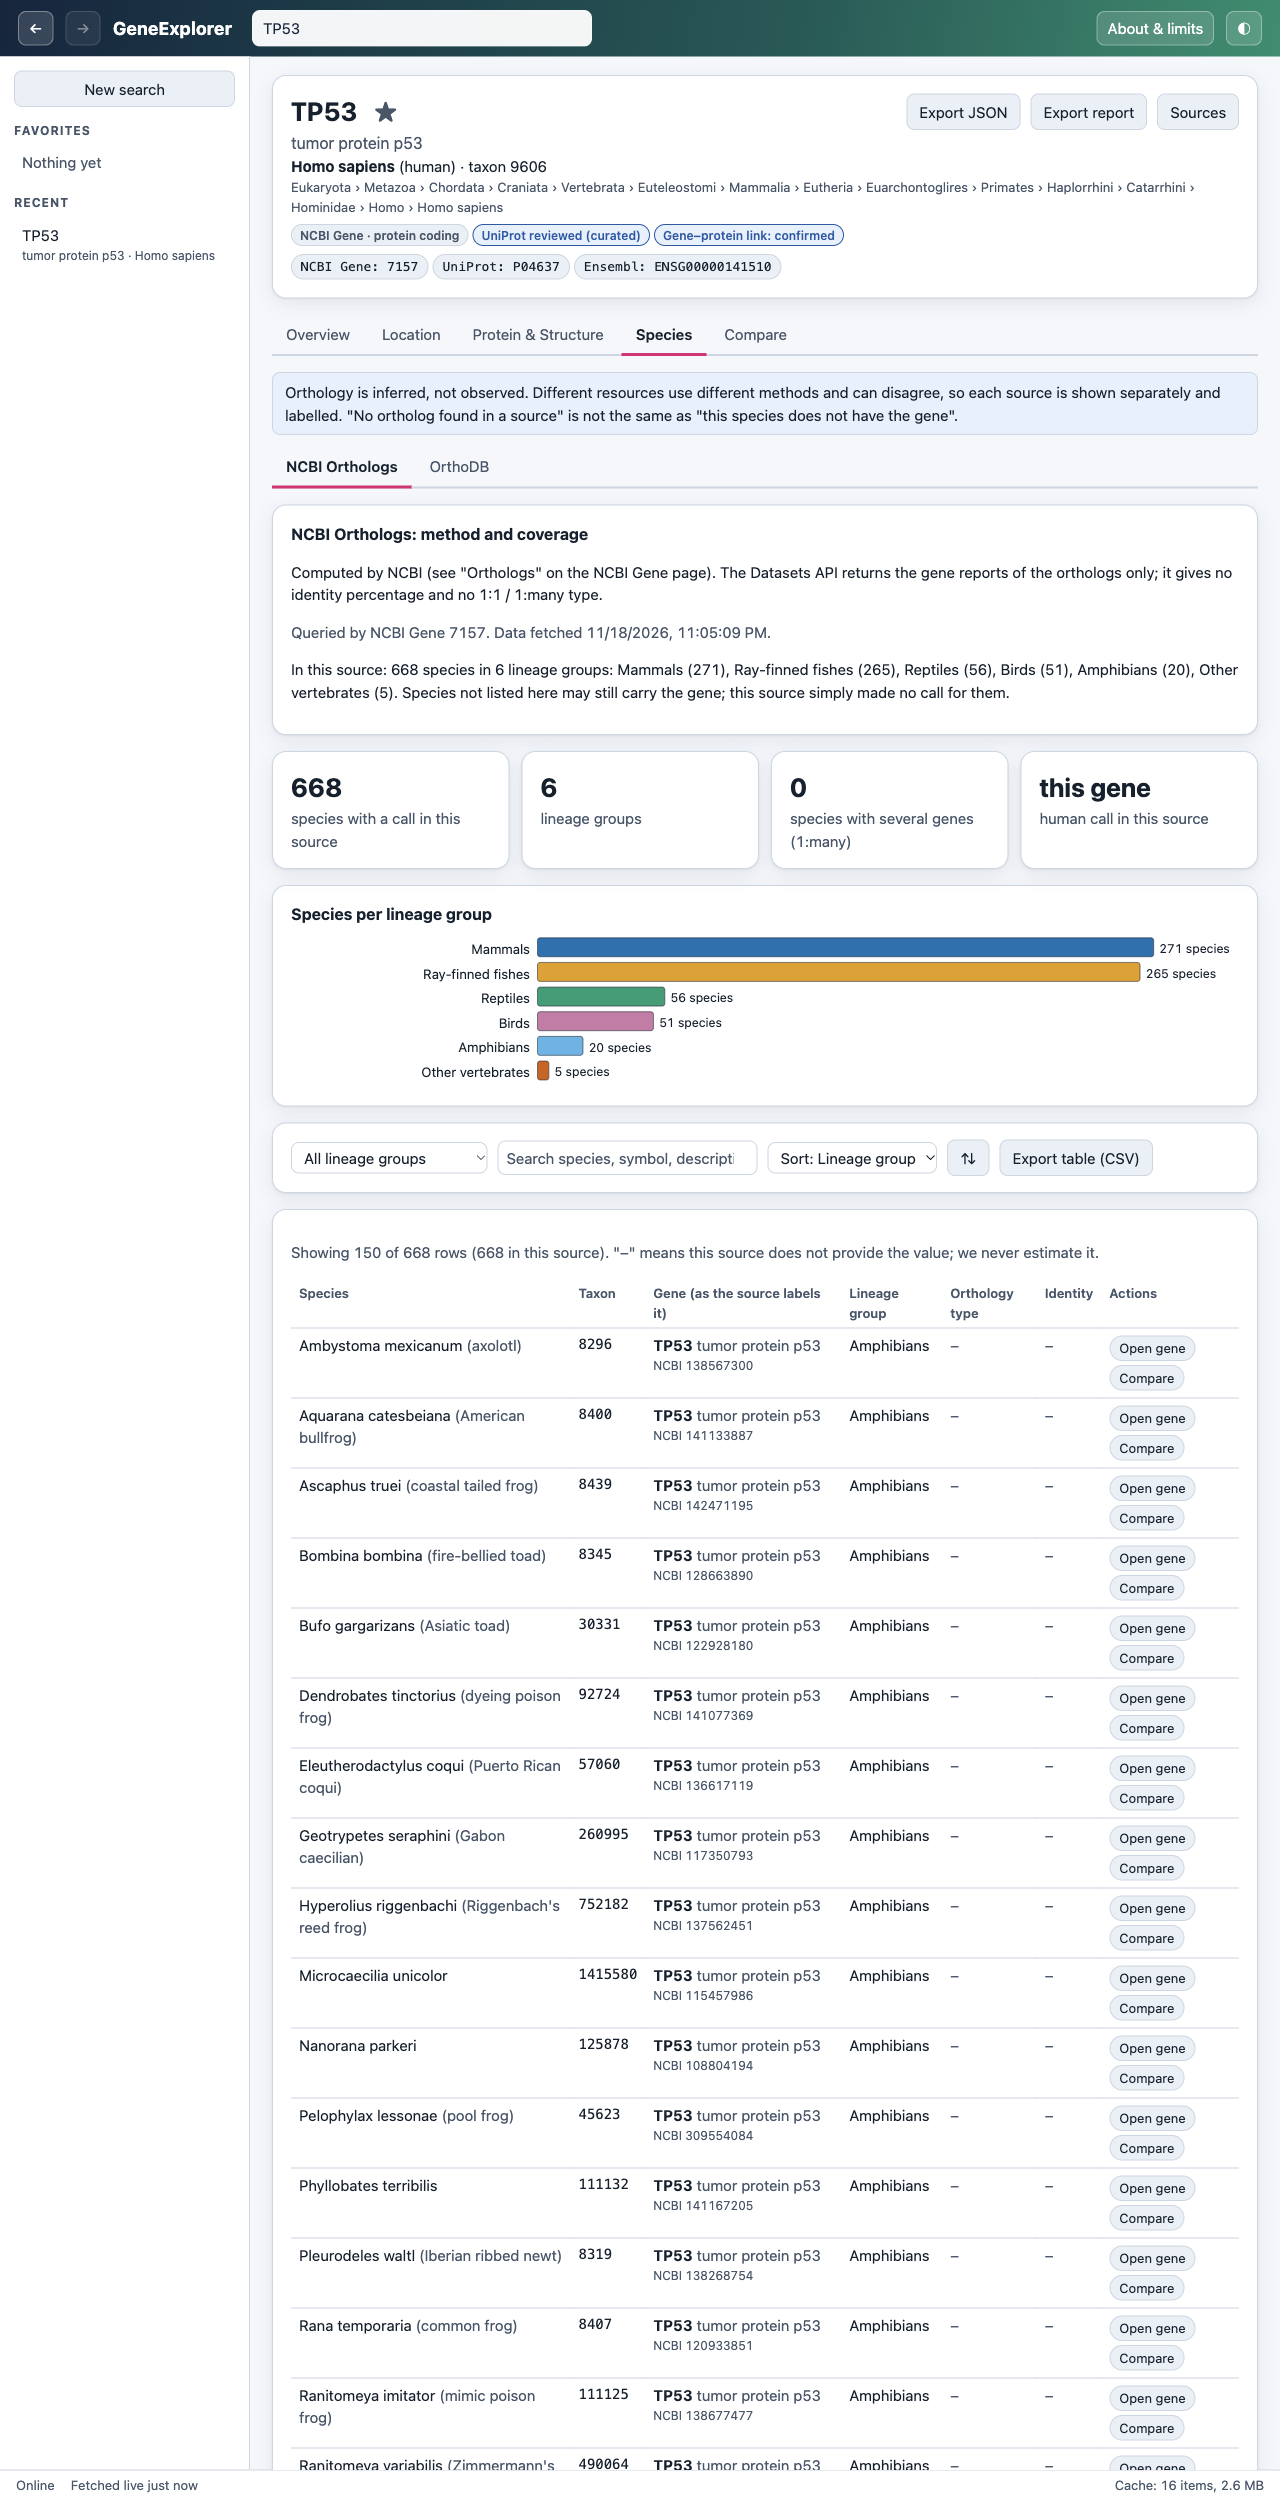 GeneExplorer
TP53
About & limits
New search
FAVORITES
Nothing yet
RECENT
TP53
tumor protein p53 · Homo sapiens
TP53 ★
Export JSON
Export report
Sources
tumor protein p53
Homo sapiens (human) · taxon 9606
Eukaryota › Metazoa › Chordata › Craniata › Vertebrata › Euteleostomi › Mammalia › Eutheria › Euarchontoglires › Primates › Haplorrhini › Catarrhini ›
Hominidae › Homo › Homo sapiens
NCBI Gene · protein coding
UniProt reviewed (curated)
Gene–protein link: confirmed
NCBI Gene: 7157
UniProt: P04637
Ensembl: ENSG00000141510
Overview
Location
Protein & Structure
Species
Compare
Orthology is inferred, not observed. Different resources use different methods and can disagree, so each source is shown separately and
labelled. "No ortholog found in a source" is not the same as "this species does not have the gene".
NCBI Orthologs
OrthoDB
NCBI Orthologs: method and coverage
Computed by NCBI (see "Orthologs" on the NCBI Gene page). The Datasets API returns the gene reports of the orthologs only; it gives no
identity percentage and no 1:1 / 1:many type.
Queried by NCBI Gene 7157. Data fetched 11/18/2026, 11:05:09 PM.
In this source: 668 species in 6 lineage groups: Mammals (271), Ray-finned fishes (265), Reptiles (56), Birds (51), Amphibians (20), Other
vertebrates (5). Species not listed here may still carry the gene; this source simply made no call for them.
668
species with a call in this
source
6
lineage groups
0
species with several genes
(1:many)
this gene
human call in this source
Species per lineage group
Mammals 271 species
Ray-finned fishes 265 species
Reptiles 56 species
Birds 51 species
Amphibians 20 species
Other vertebrates 5 species
All lineage groups
Search species, symbol, descripti
Sort: Lineage group
Export table (CSV)
Showing 150 of 668 rows (668 in this source). "–" means this source does not provide the value; we never estimate it.
Species Taxon Gene (as the source labels it) Lineage group Orthology type Identity Actions
Ambystoma mexicanum (axolotl) 8296 TP53 tumor protein p53 Amphibians – – Open gene
NCBI 138567300 Compare
Aquarana catesbeiana (American 8400 TP53 tumor protein p53 Amphibians – – Open gene
bullfrog) NCBI 141133887 Compare
Ascaphus truei (coastal tailed frog) 8439 TP53 tumor protein p53 Amphibians – – Open gene
NCBI 142471195 Compare
Bombina bombina (fire-bellied toad) 8345 TP53 tumor protein p53 Amphibians – – Open gene
NCBI 128663890 Compare
Bufo gargarizans (Asiatic toad) 30331 TP53 tumor protein p53 Amphibians – – Open gene
NCBI 122928180 Compare
Dendrobates tinctorius (dyeing poison 92724 TP53 tumor protein p53 Amphibians – – Open gene
frog) NCBI 141077369 Compare
Eleutherodactylus coqui (Puerto Rican 57060 TP53 tumor protein p53 Amphibians – – Open gene
coqui) NCBI 136617119 Compare
Geotrypetes seraphini (Gabon 260995 TP53 tumor protein p53 Amphibians – – Open gene
caecilian) NCBI 117350793 Compare
Hyperolius riggenbachi (Riggenbach's 752182 TP53 tumor protein p53 Amphibians – – Open gene
reed frog) NCBI 137562451 Compare
Microcaecilia unicolor 1415580 TP53 tumor protein p53 Amphibians – – Open gene
NCBI 115457986 Compare
Nanorana parkeri 125878 TP53 tumor protein p53 Amphibians – – Open gene
NCBI 108804194 Compare
Pelophylax lessonae (pool frog) 45623 TP53 tumor protein p53 Amphibians – – Open gene
NCBI 309554084 Compare
Phyllobates terribilis 111132 TP53 tumor protein p53 Amphibians – – Open gene
NCBI 141167205 Compare
Pleurodeles waltl (Iberian ribbed newt) 8319 TP53 tumor protein p53 Amphibians – – Open gene
NCBI 138268754 Compare
Rana temporaria (common frog) 8407 TP53 tumor protein p53 Amphibians – – Open gene
NCBI 120933851 Compare
Ranitomeya imitator (mimic poison 111125 TP53 tumor protein p53 Amphibians – – Open gene
frog) NCBI 138677477 Compare
Ranitomeya variabilis (Zimmermann's 490064 TP53 tumor protein p53 Amphibians – – Open gene
Online
Fetched live just now
Cache: 16 items, 2.6 MB